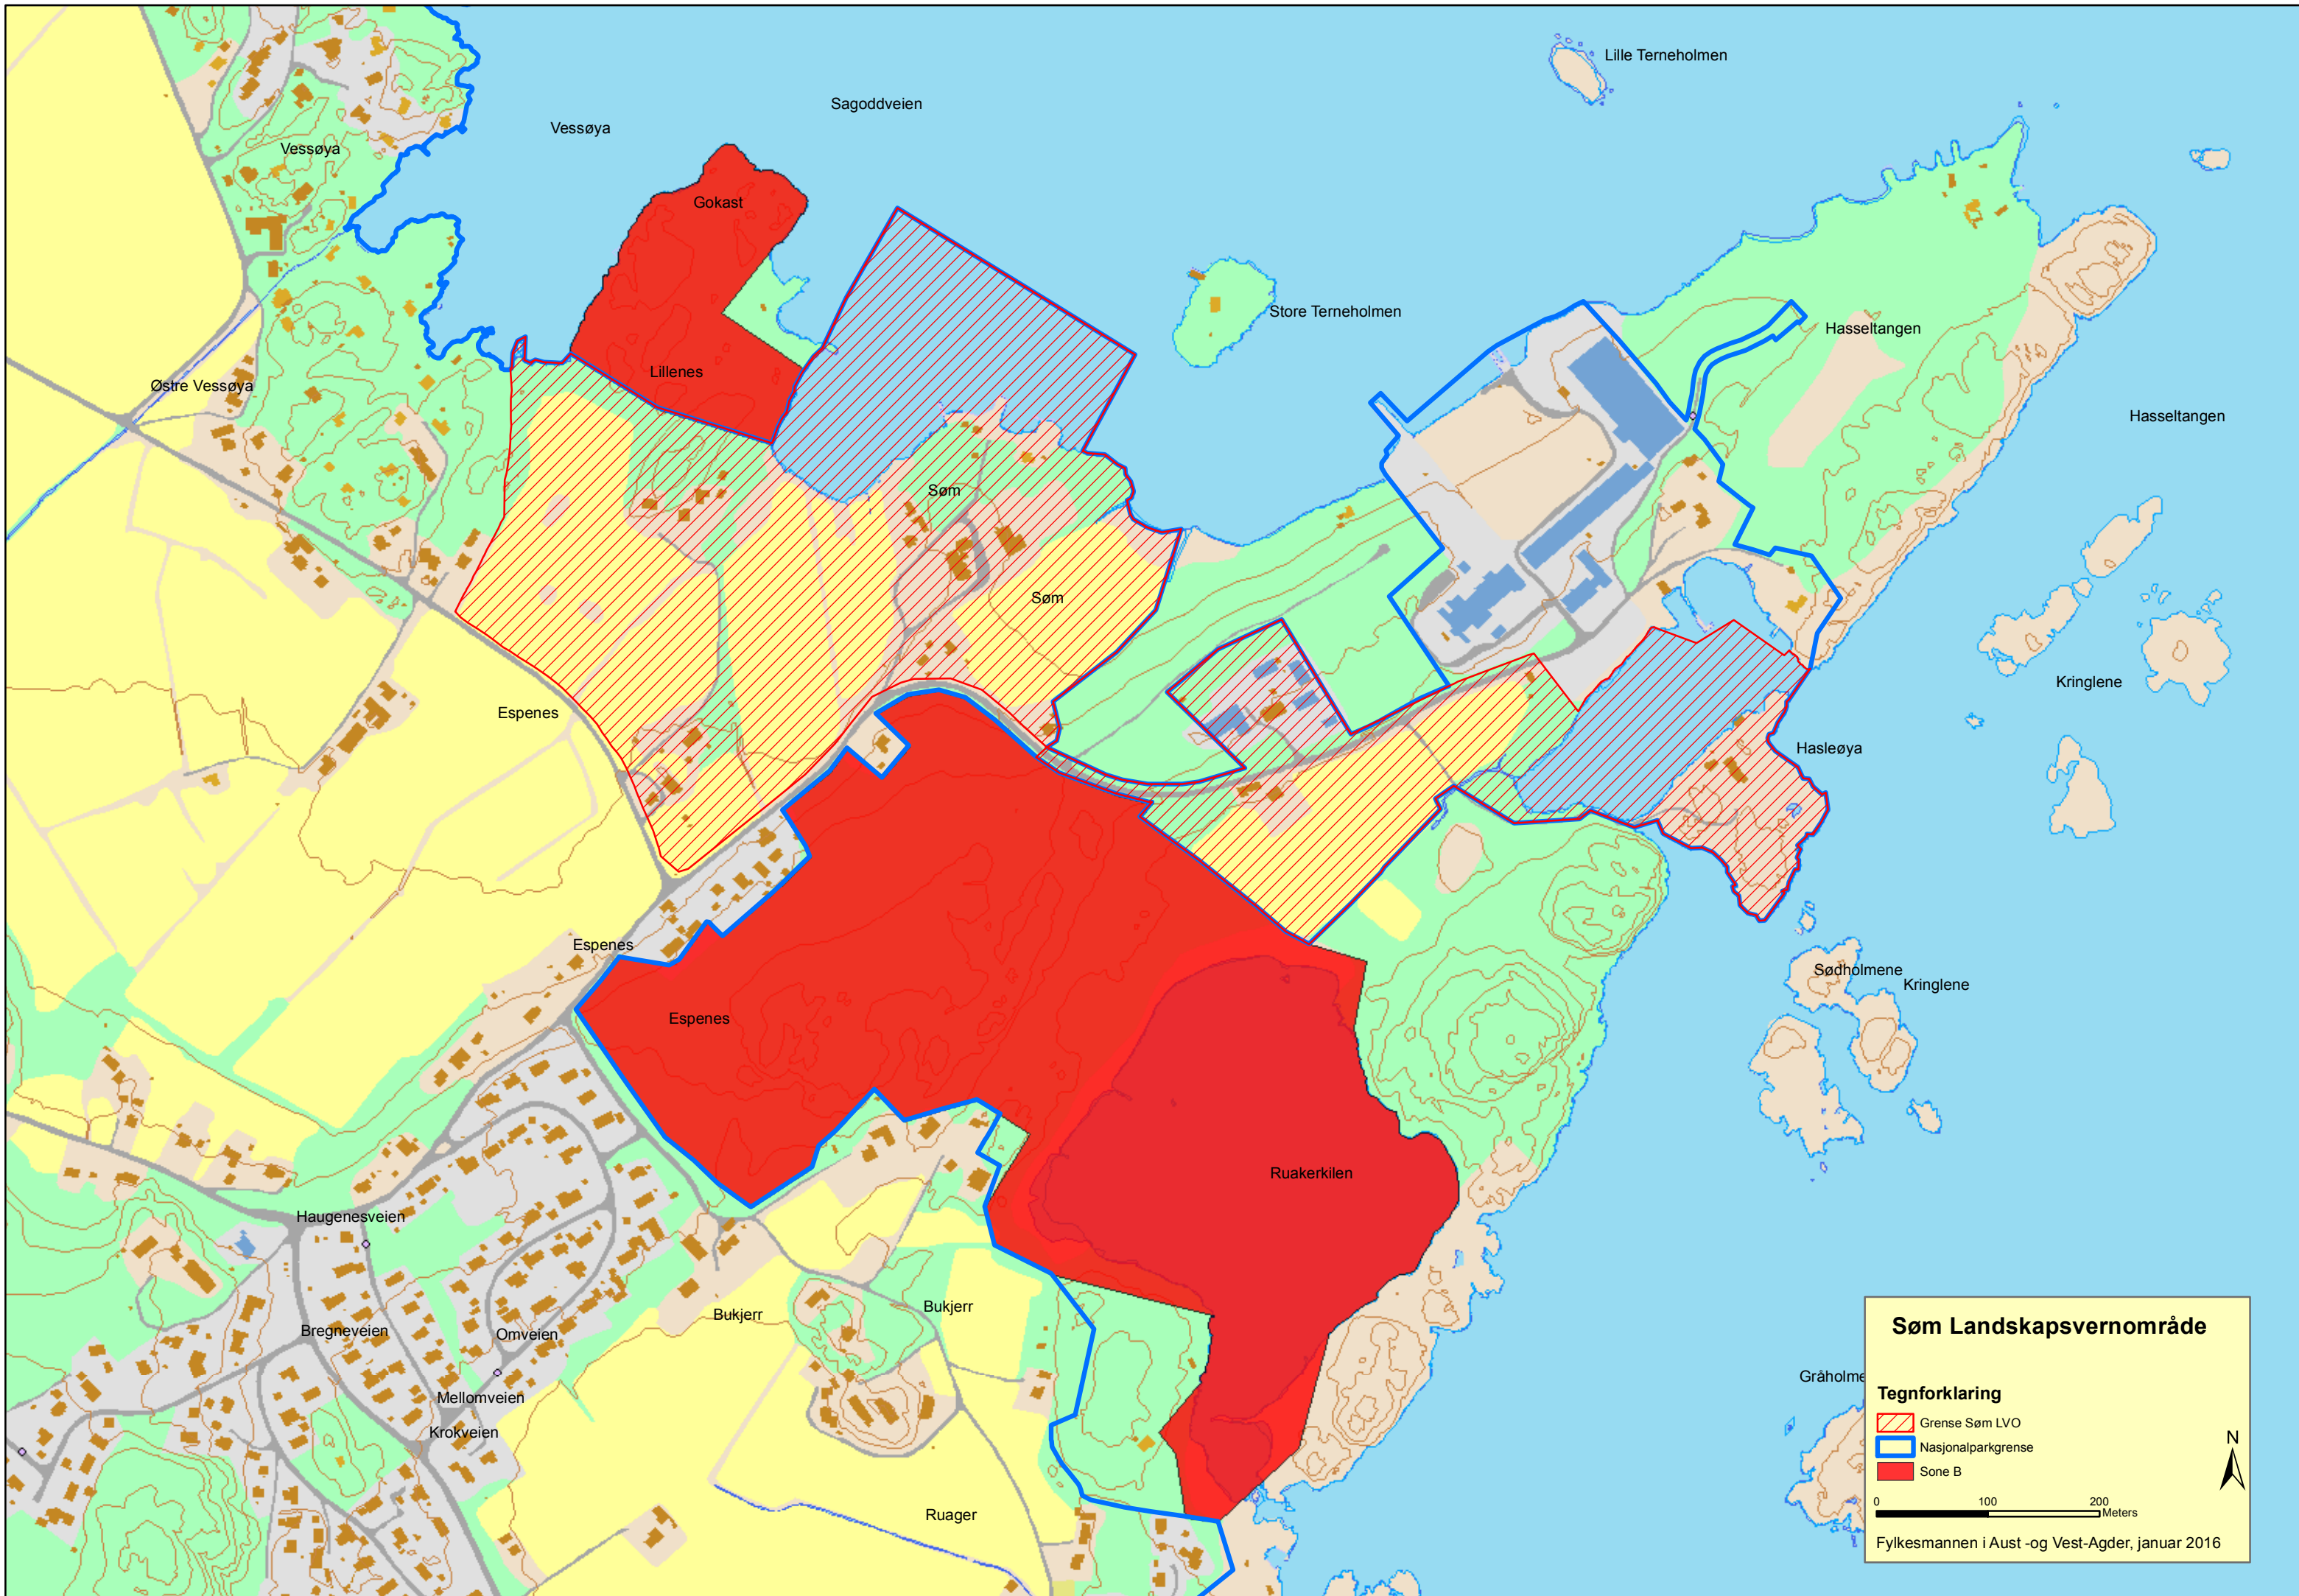 Lille Terneholmen
Sagoddveien
Vessøya
Vessøya
Gokast
Store Terneholmen
Hasseltangen
Lillenes
Østre Vessøya
Hasseltangen
Søm
Søm
Kringlene
Espenes
Hasleøya
Espenes
Sødholmene
Kringlene
Espenes
Ruakerkilen
Haugenesveien
Bukjerr
Bukjerr
Bregneveien
Omveien
Mellomveien
Krokveien
Gråholme
Ruager
Søm Landskapsvernområde
Tegnforklaring
Grense Søm LVO
Nasjonalparkgrense
Sone B
N
0 100 200
Meters
Fylkesmannen i Aust -og Vest-Agder, januar 2016